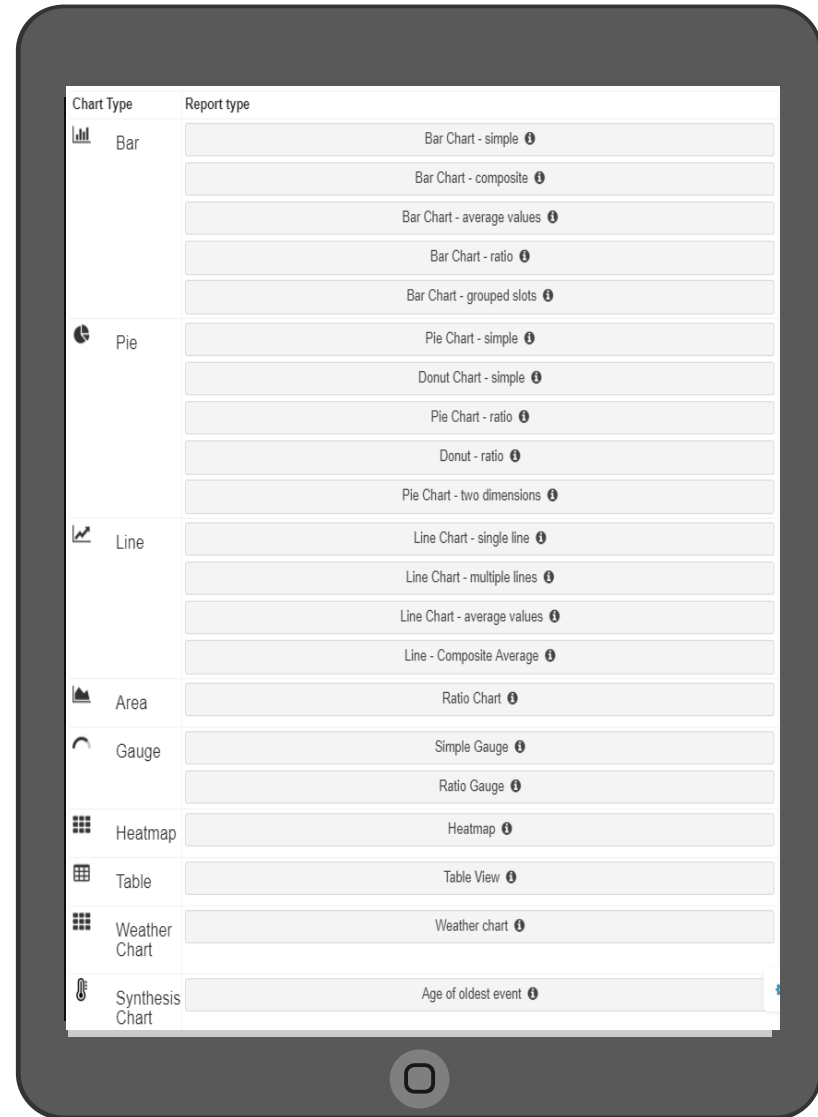 Chart Type Report type
Bar
Bar Chart - simple
Bar Chart - composite
Bar Chart - average values
Bar Chart - ratio
Bar Chart - grouped slots
Pie
Pie Chart - simple
Donut Chart - simple
Pie Chart - ratio
Donut - ratio
Pie Chart - two dimensions
Line
Line Chart - single line
Line Chart - multiple lines
Line Chart - average values
Line - Composite Average
Area
Ratio Chart
Gauge
Simple Gauge
Ratio Gauge
Heatmap
Heatmap
Table
Table View
Weather
Chart
Weather chart
Synthesis
Chart
Age of oldest event